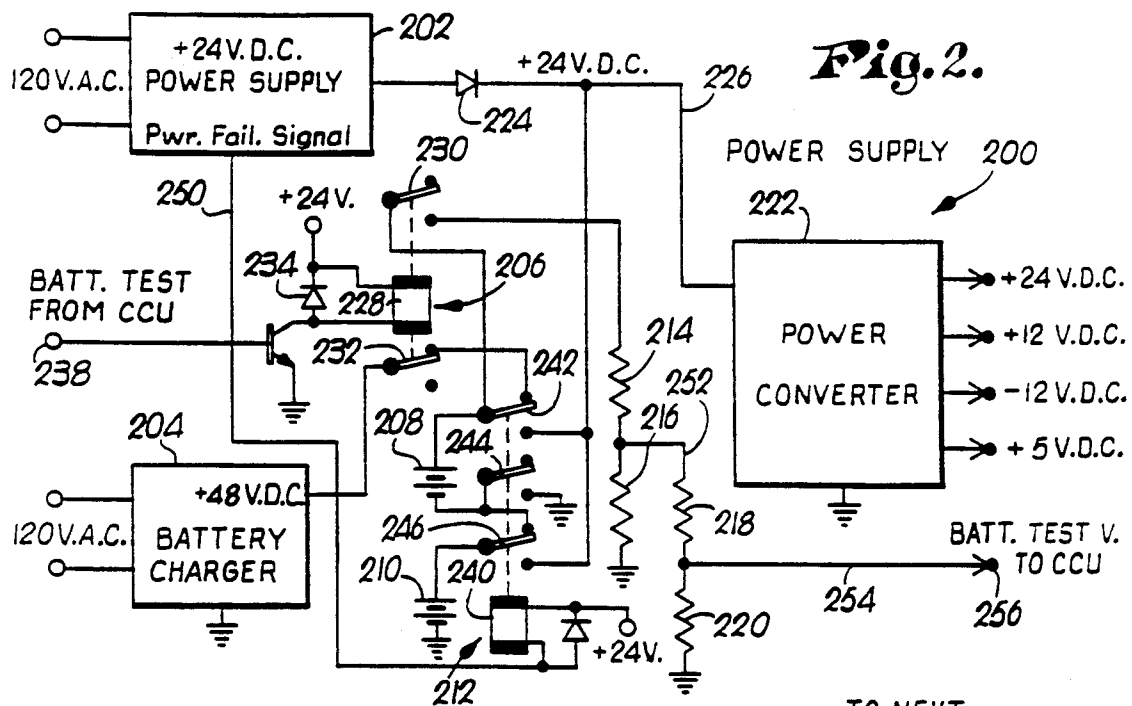 202
+24V. D.C.
POWER SUPPLY
Pwr. Fail. Signal
120V.A.C.
+24V. D.C.
224
226
Fig. 2.
POWER SUPPLY
200
222
230
250
+24V.
234
228
206
BATT. TEST
FROM CCU
238
232
242
214
252
216
POWER
CONVERTER
+24 V.D.C.
+12 V.D.C.
-12 V.D.C.
+5 V.D.C.
204
208
244
+48V.D.C.
BATTERY
CHARGER
120V.A.C.
246
210
240
218
BATT. TEST V.
TO CCU
254
256
220
+24V.
212
TO NEXT